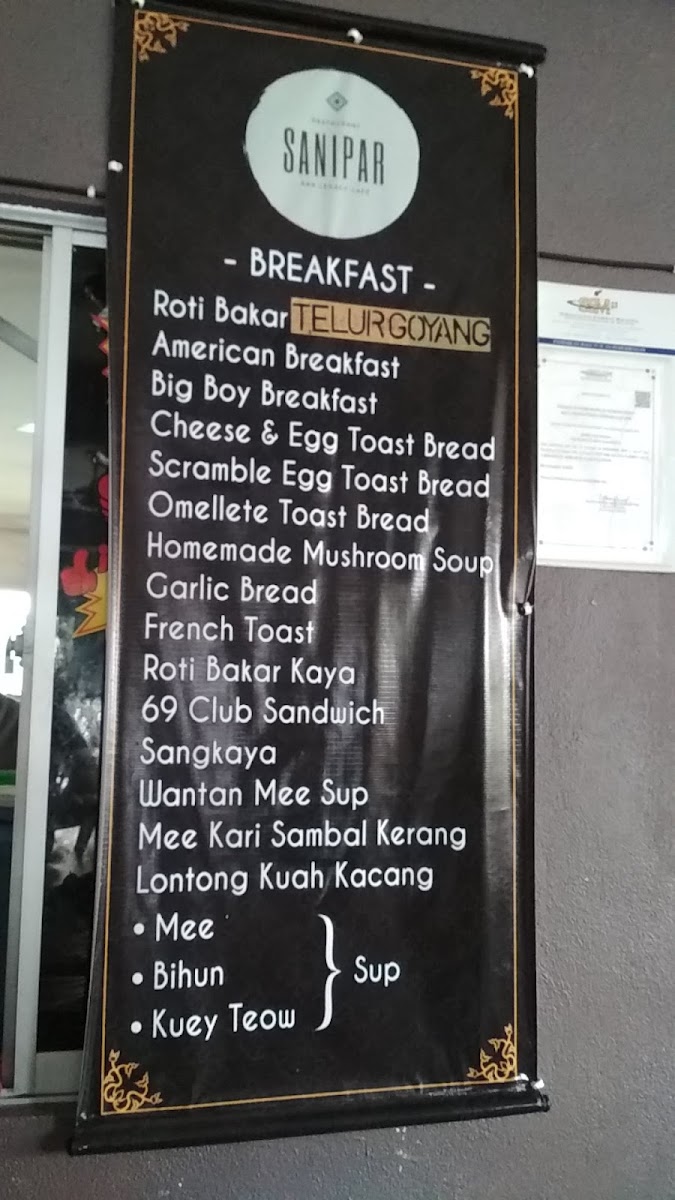 SANIPAR
- BREAKFAST -
Roti Bakar TELUR GOYANG
American Breakfast
Big Boy Breakfast
Cheese & Egg Toast Bread
Scramble Egg Toast Bread
Omellete Toast Bread
Homemade Mushroom Soup
Garlic Bread
French Toast
Roti Bakar Kaya
69 Club Sandwich
Sangkaya
Wantan Mee Sup
Mee Kari Sambal Kerang
Lontong Kuah Kacang
• Mee
• Bihun } Sup
• Kuey Teow